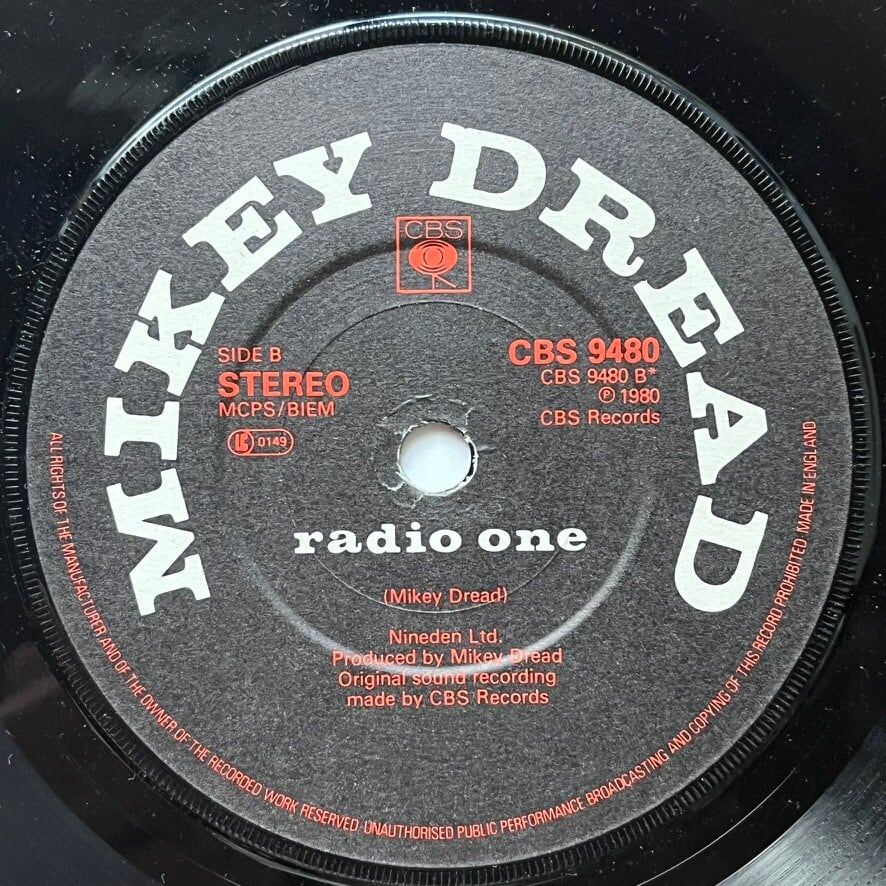 MIKEY DREAD
CBS
SIDE B
STEREO
MCPS/BIEM
LC 0149
CBS 9480
CBS 9480 B*
℗ 1980
CBS Records
radio one
(Mikey Dread)
Nineden Ltd.
Produced by Mikey Dread
Original sound recording
made by CBS Records
ALL RIGHTS OF THE MANUFACTURER AND OF THE OWNER OF THE RECORDED WORK RESERVED. UNAUTHORISED PUBLIC PERFORMANCE BROADCASTING AND COPYING OF THIS RECORD PROHIBITED. MADE IN ENGLAND